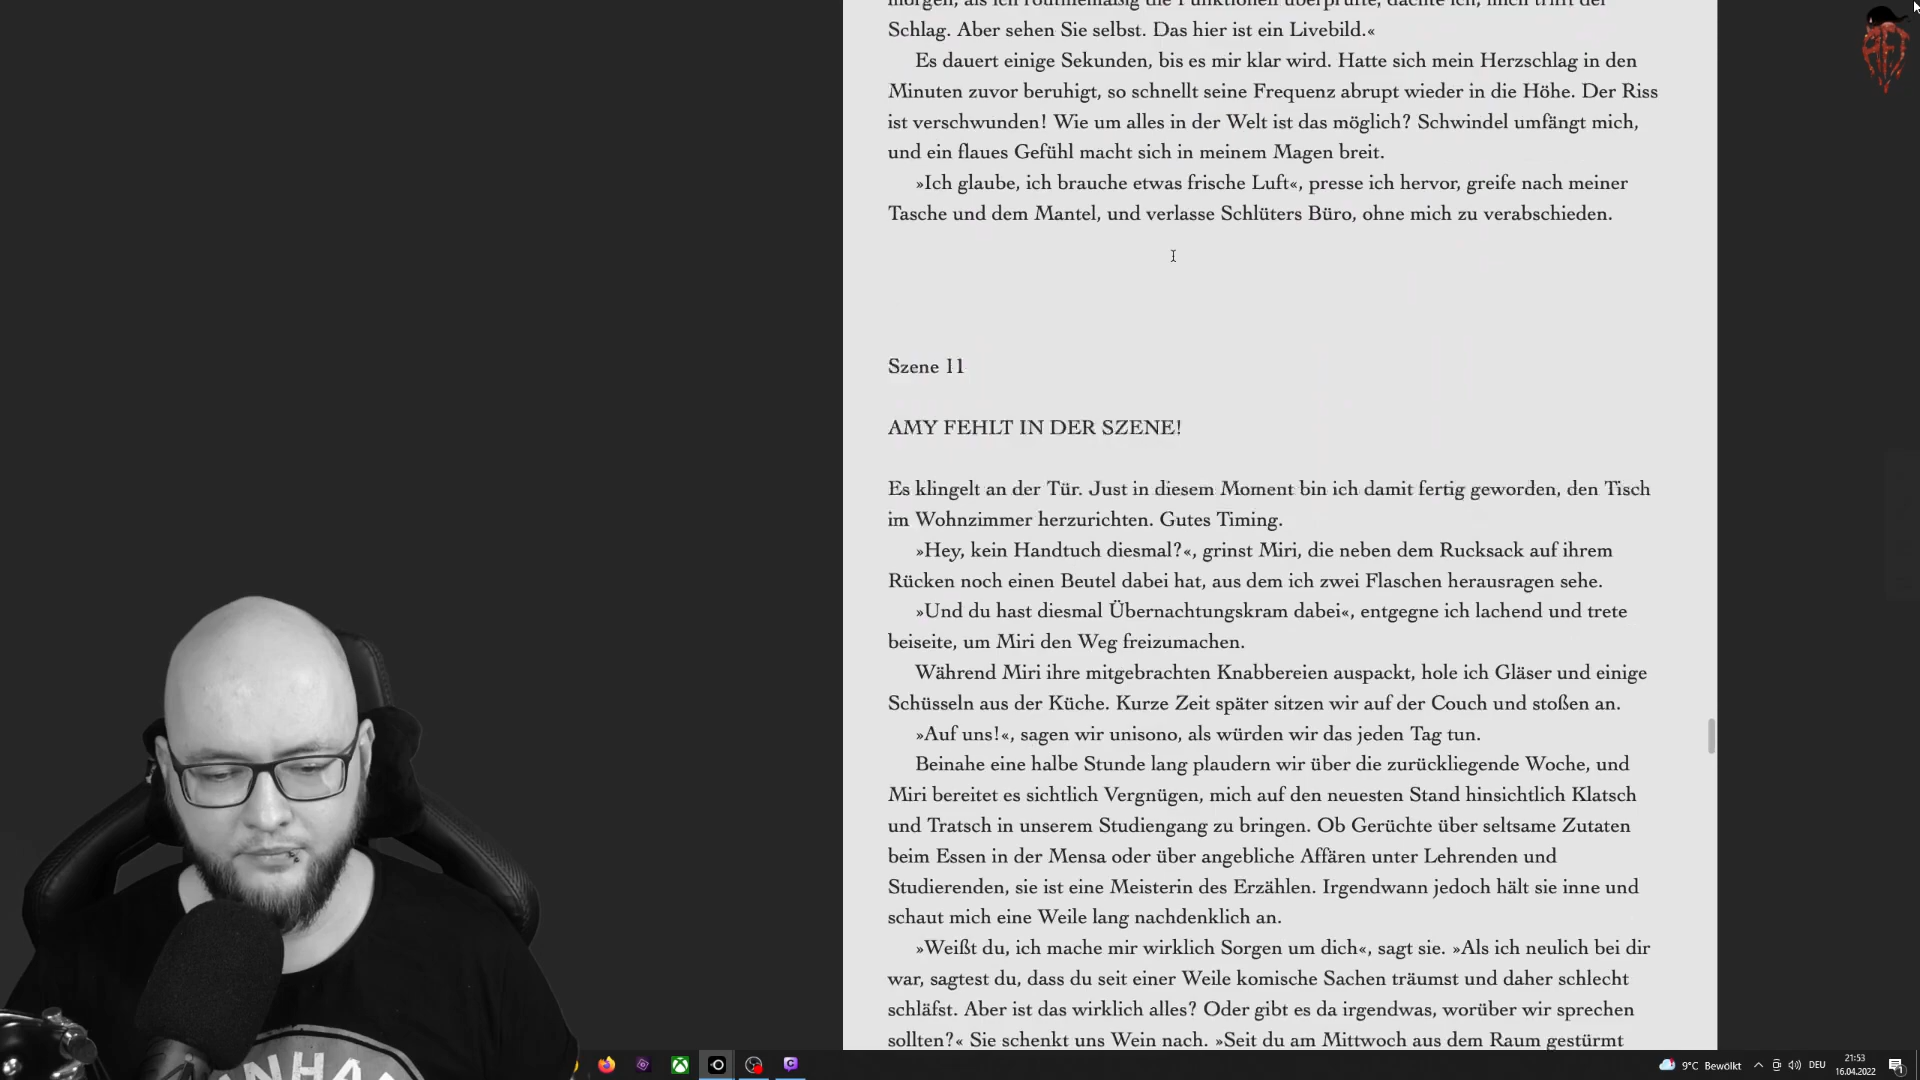 morgen, als ich routinemäßig die Funktionen überprüfte, dachte ich, mich trifft der
Schlag. Aber sehen Sie selbst. Das hier ist ein Livebild.«
Es dauert einige Sekunden, bis es mir klar wird. Hatte sich mein Herzschlag in den
Minuten zuvor beruhigt, so schnellt seine Frequenz abrupt wieder in die Höhe. Der Riss
ist verschwunden! Wie um alles in der Welt ist das möglich? Schwindel umfängt mich,
und ein flaues Gefühl macht sich in meinem Magen breit.
»Ich glaube, ich brauche etwas frische Luft«, presse ich hervor, greife nach meiner
Tasche und dem Mantel, und verlasse Schlüters Büro, ohne mich zu verabschieden.
Szene 11
AMY FEHLT IN DER SZENE!
Es klingelt an der Tür. Just in diesem Moment bin ich damit fertig geworden, den Tisch
im Wohnzimmer herzurichten. Gutes Timing.
»Hey, kein Handtuch diesmal?«, grinst Miri, die neben dem Rucksack auf ihrem
Rücken noch einen Beutel dabei hat, aus dem ich zwei Flaschen herausragen sehe.
»Und du hast diesmal Übernachtungskram dabei«, entgegne ich lachend und trete
beiseite, um Miri den Weg freizumachen.
Während Miri ihre mitgebrachten Knabbereien auspackt, hole ich Gläser und einige
Schüsseln aus der Küche. Kurze Zeit später sitzen wir auf der Couch und stoßen an.
»Auf uns!«, sagen wir unisono, als würden wir das jeden Tag tun.
Beinahe eine halbe Stunde lang plaudern wir über die zurückliegende Woche, und
Miri bereitet es sichtlich Vergnügen, mich auf den neuesten Stand hinsichtlich Klatsch
und Tratsch in unserem Studiengang zu bringen. Ob Gerüchte über seltsame Zutaten
beim Essen in der Mensa oder über angebliche Affären unter Lehrenden und
Studierenden, sie ist eine Meisterin des Erzählen. Irgendwann jedoch hält sie inne und
schaut mich eine Weile lang nachdenklich an.
»Weißt du, ich mache mir wirklich Sorgen um dich«, sagt sie. »Als ich neulich bei dir
war, sagtest du, dass du seit einer Weile komische Sachen träumst und daher schlecht
schläfst. Aber ist das wirklich alles? Oder gibt es da irgendwas, worüber wir sprechen
sollten?« Sie schenkt uns Wein nach. »Seit du am Mittwoch aus dem Raum gestürmt
9°C Bewölkt
DEU
21:53
16.04.2022